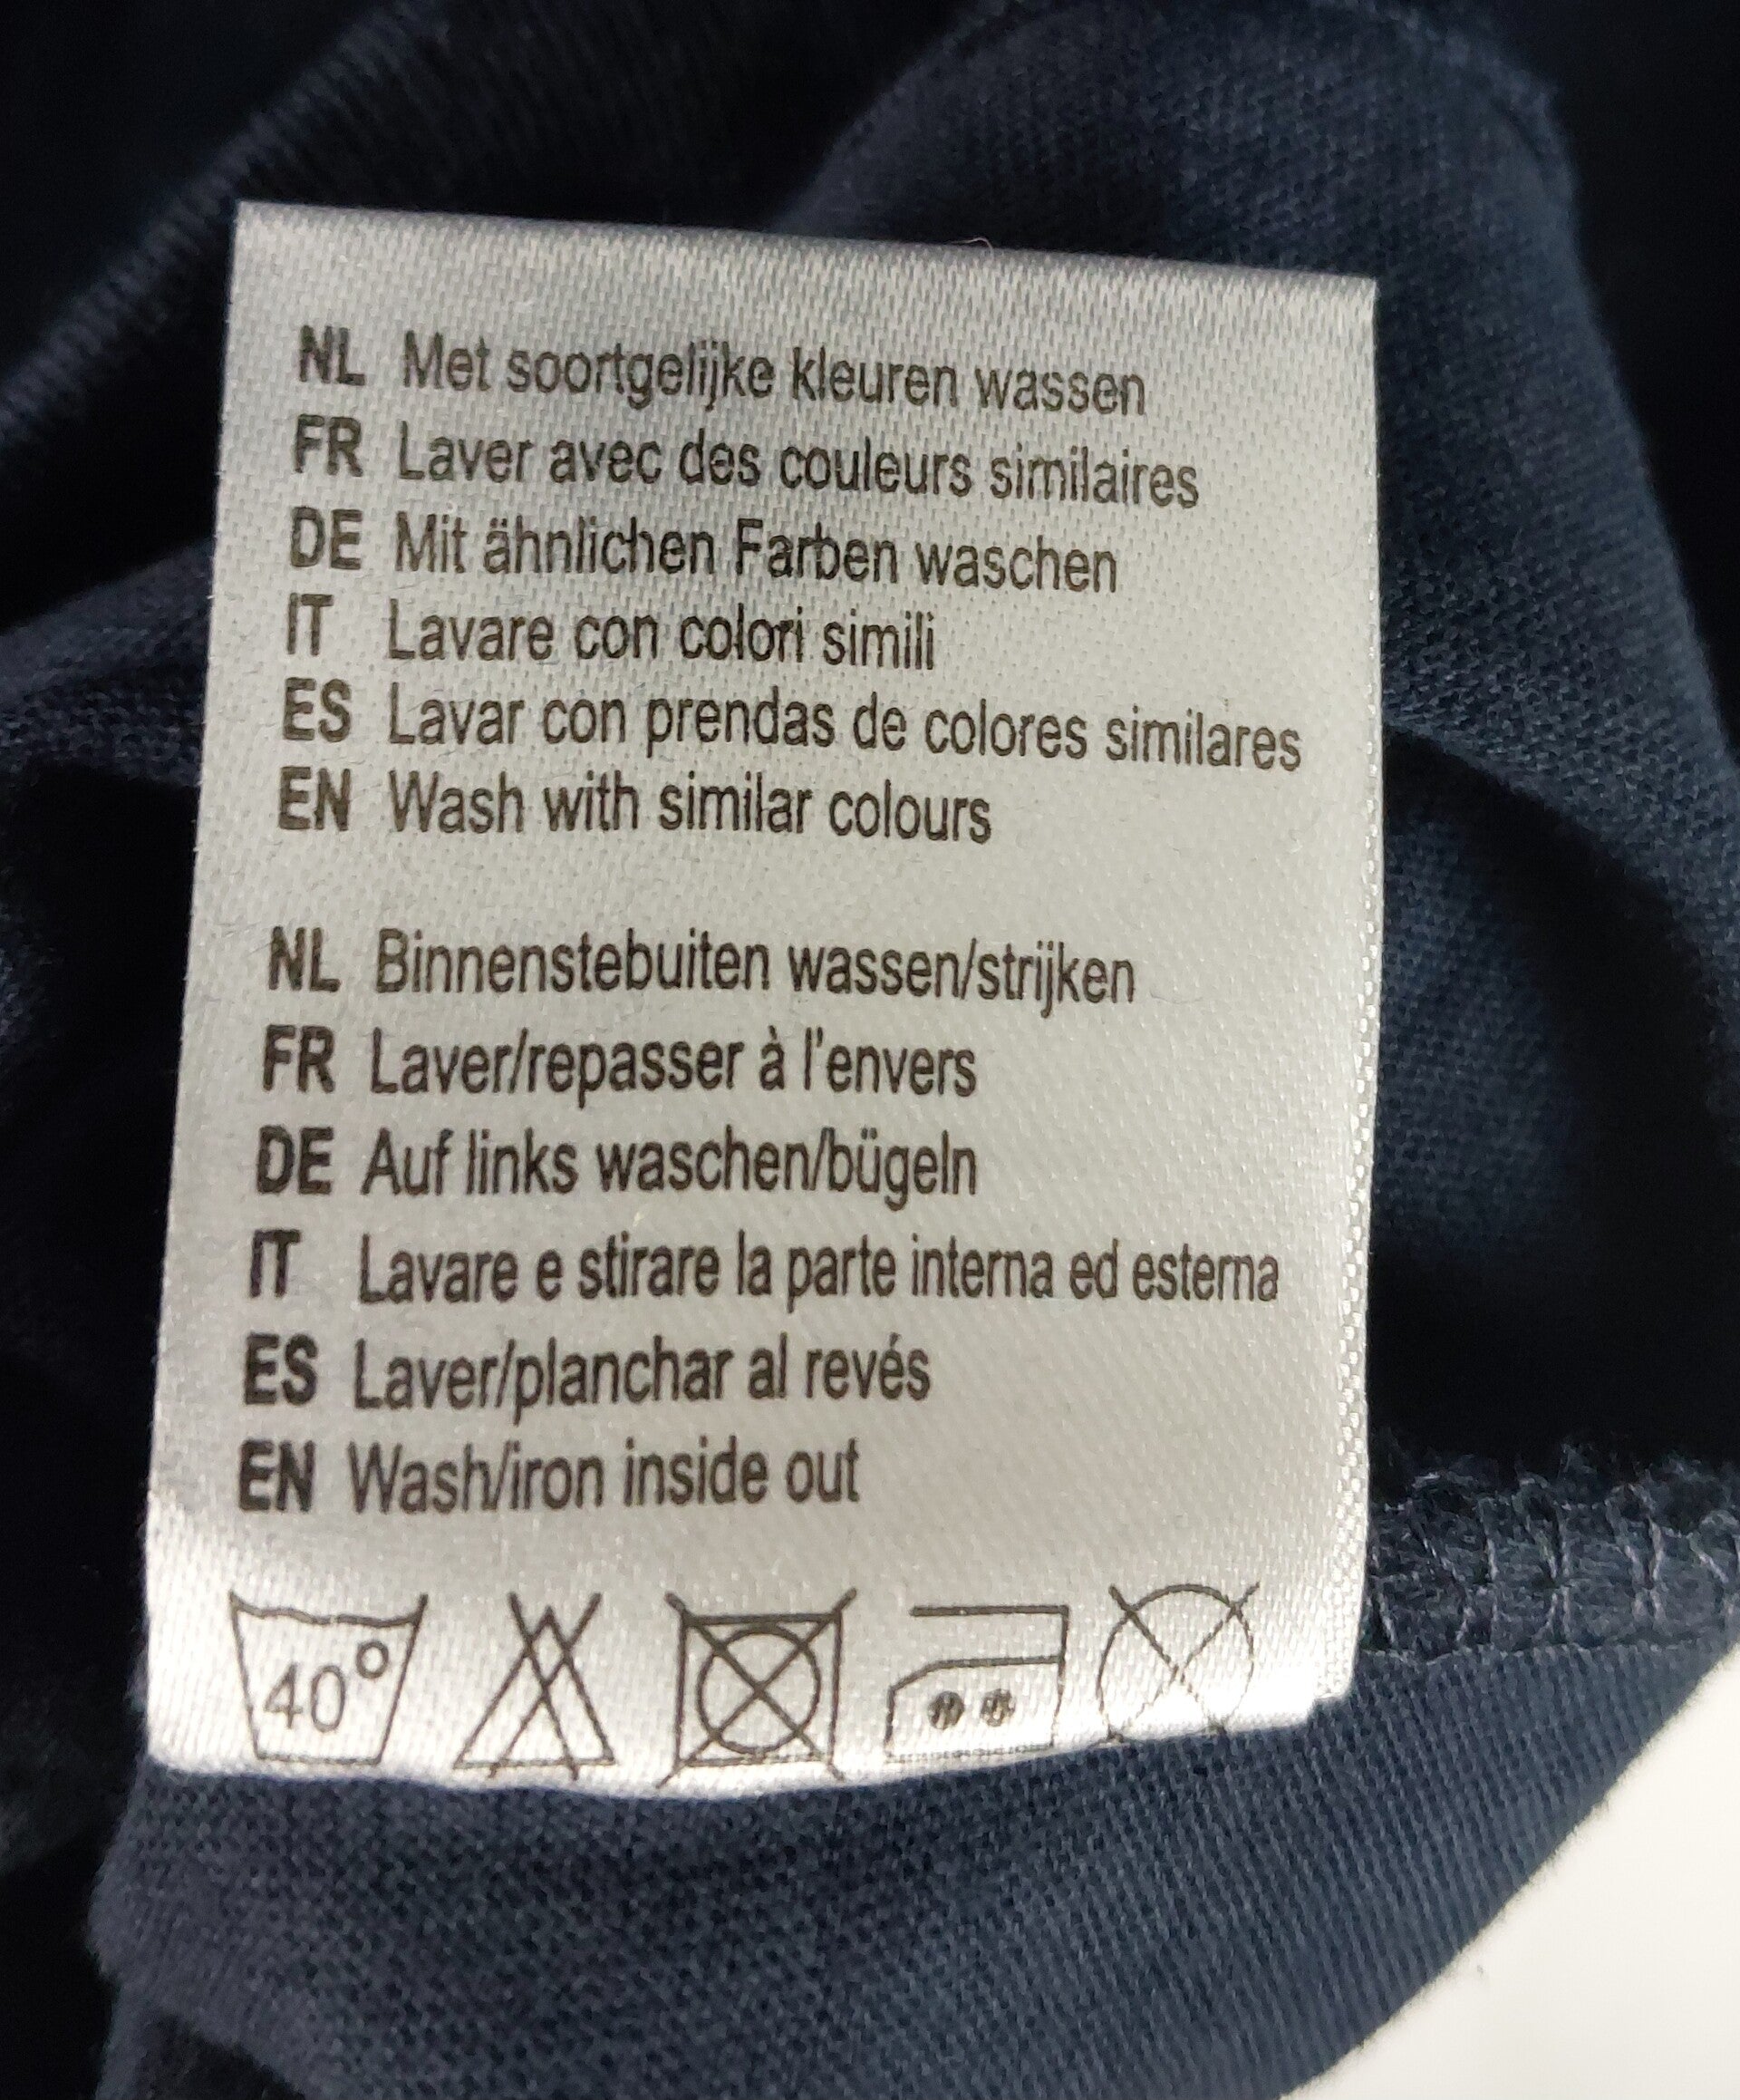 NL Met soortgelijke kleuren wassen
FR Laver avec des couleurs similaires
DE Mit ähnlichen Farben waschen
IT Lavare con colori simili
ES Lavar con prendas de colores similares
EN Wash with similar colours
NL Binnenstebuiten wassen/strijken
FR Laver/repasser à l'envers
DE Auf links waschen/bügeln
IT Lavare e stirare la parte interna ed esterna
ES Laver/planchar al revés
EN Wash/iron inside out
40°